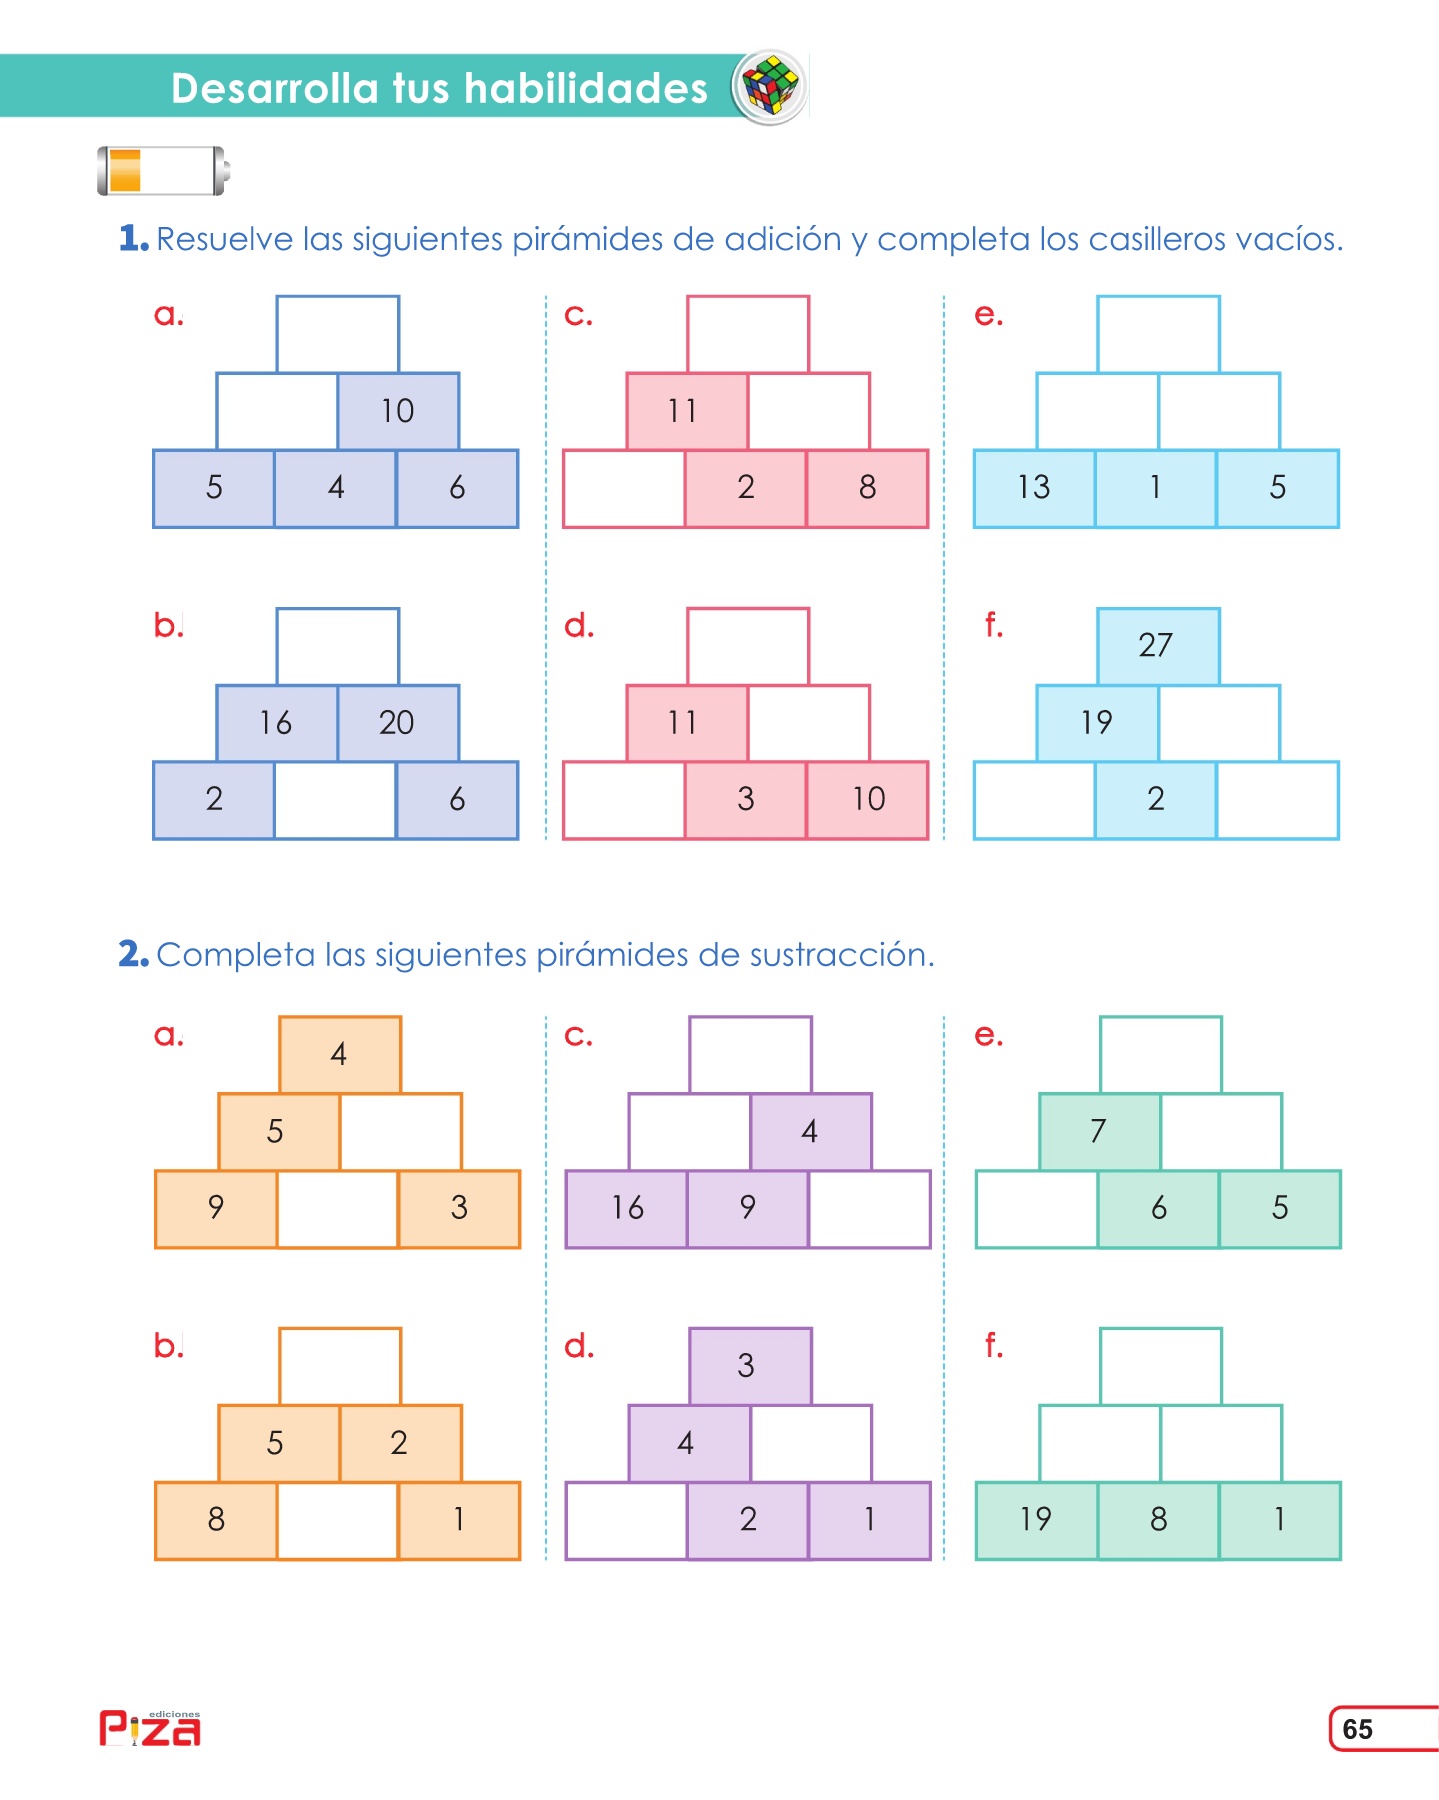 Desarrolla tus habilidades
1. Resuelve las siguientes pirámides de adición y completa los casilleros vacíos.
a.
10
5 4 6
c.
11
2 8
e.
13 1 5
b.
16 20
2 6
d.
11
3 10
f.
27
19
2
2. Completa las siguientes pirámides de sustracción.
a.
4
5
9 3
c.
4
16 9
e.
7
6 5
b.
5 2
8 1
d.
3
4
2 1
f.
19 8 1
ediciones
Piza
65